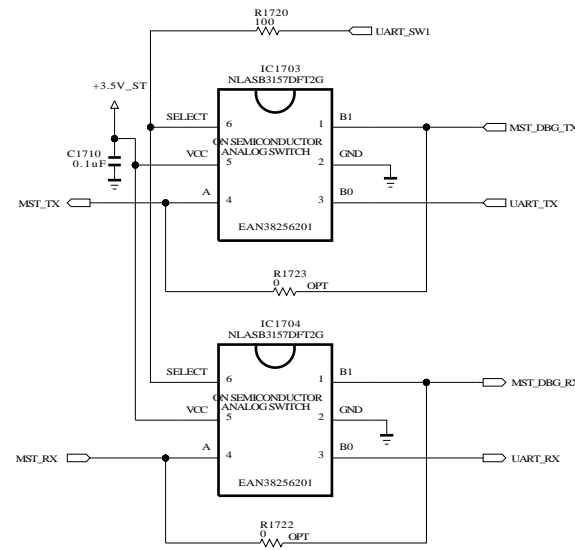 R1720
100
UART_SW1
IC1703
NLASB3157DFT2G
+3.5V_ST
SELECT
6
1
B1
MST_DBG_TX
ON SEMICONDUCTOR
ANALOG SWITCH
C1710
0.1uF
VCC
5
2
GND
MST_TX
A
4
3
B0
UART_TX
EAN38256201
R1723
0
OPT
IC1704
NLASB3157DFT2G
SELECT
6
1
B1
MST_DBG_RX
ON SEMICONDUCTOR
ANALOG SWITCH
VCC
5
2
GND
MST_RX
A
4
3
B0
UART_RX
EAN38256201
R1722
0
OPT